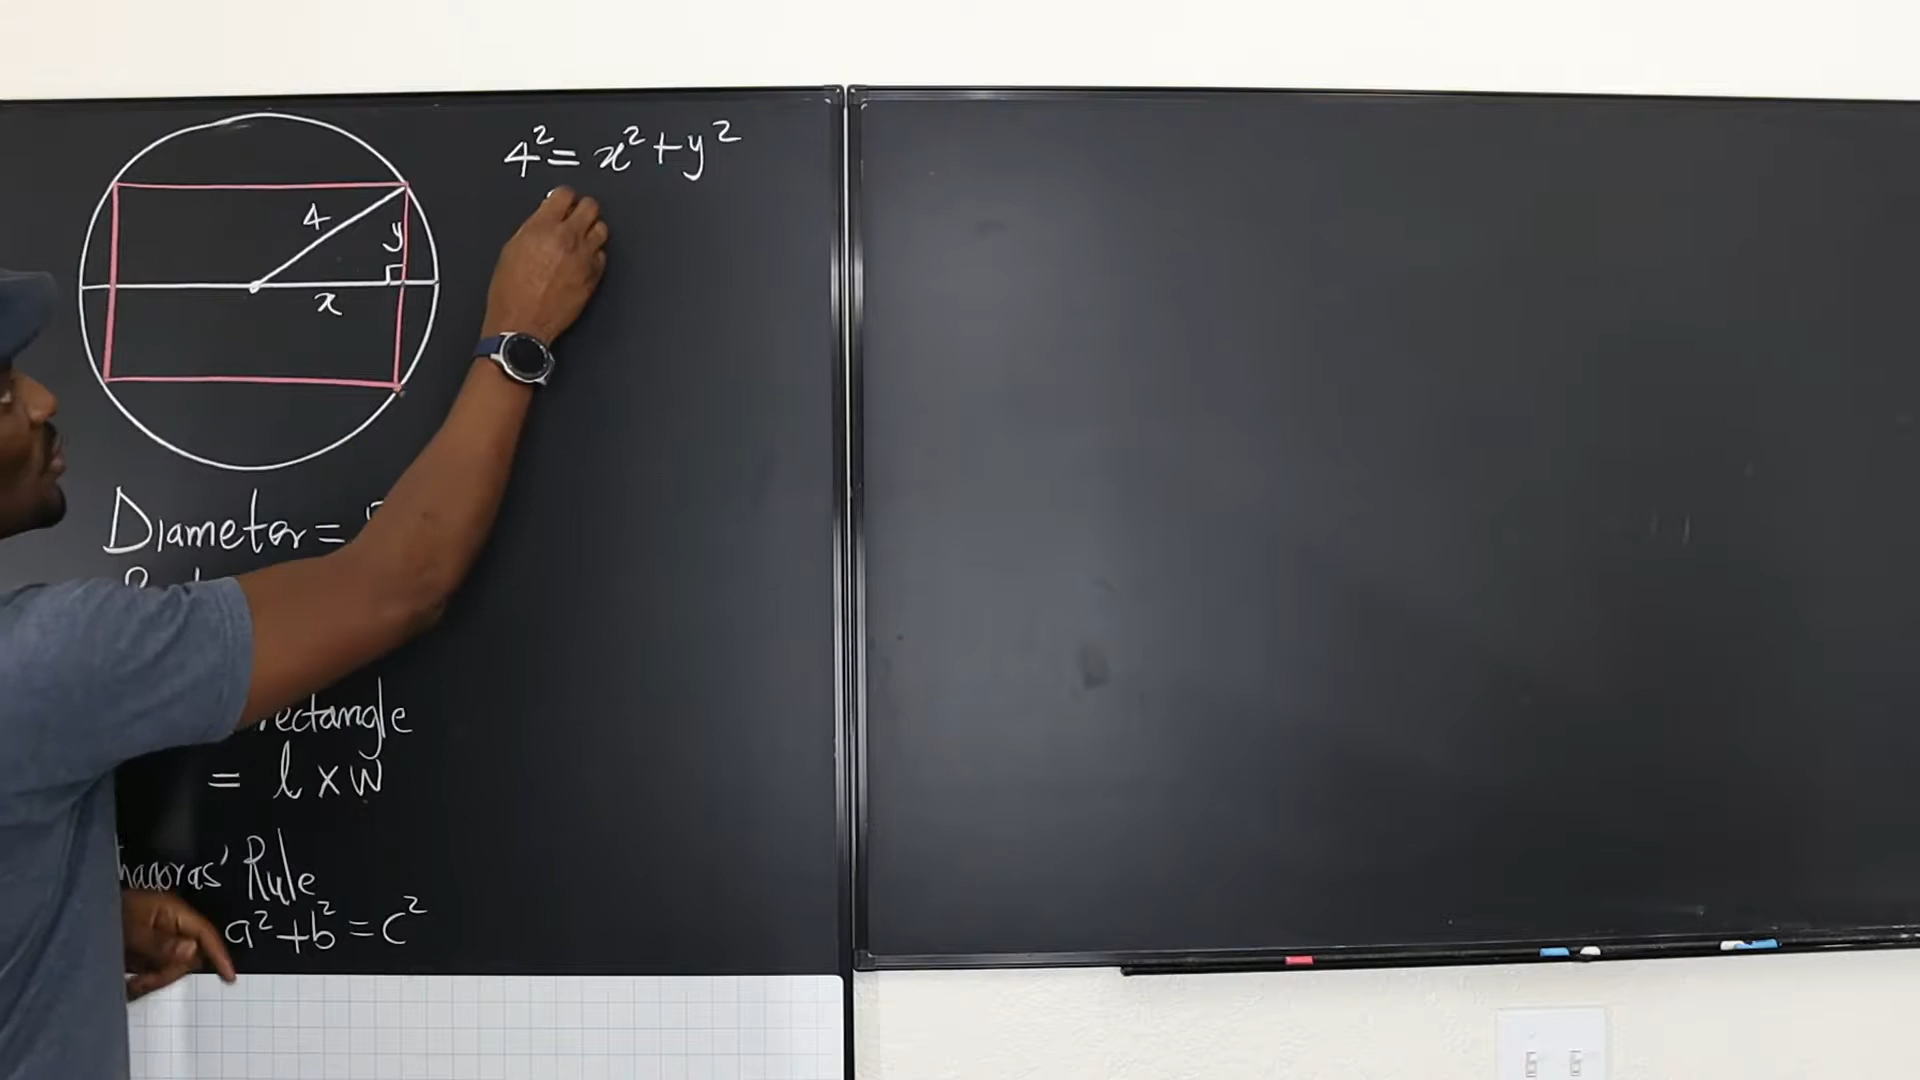 4
y
x
4² = x² + y²
Diameter =
rectangle
= l x w
Rule
a² + b² = c²